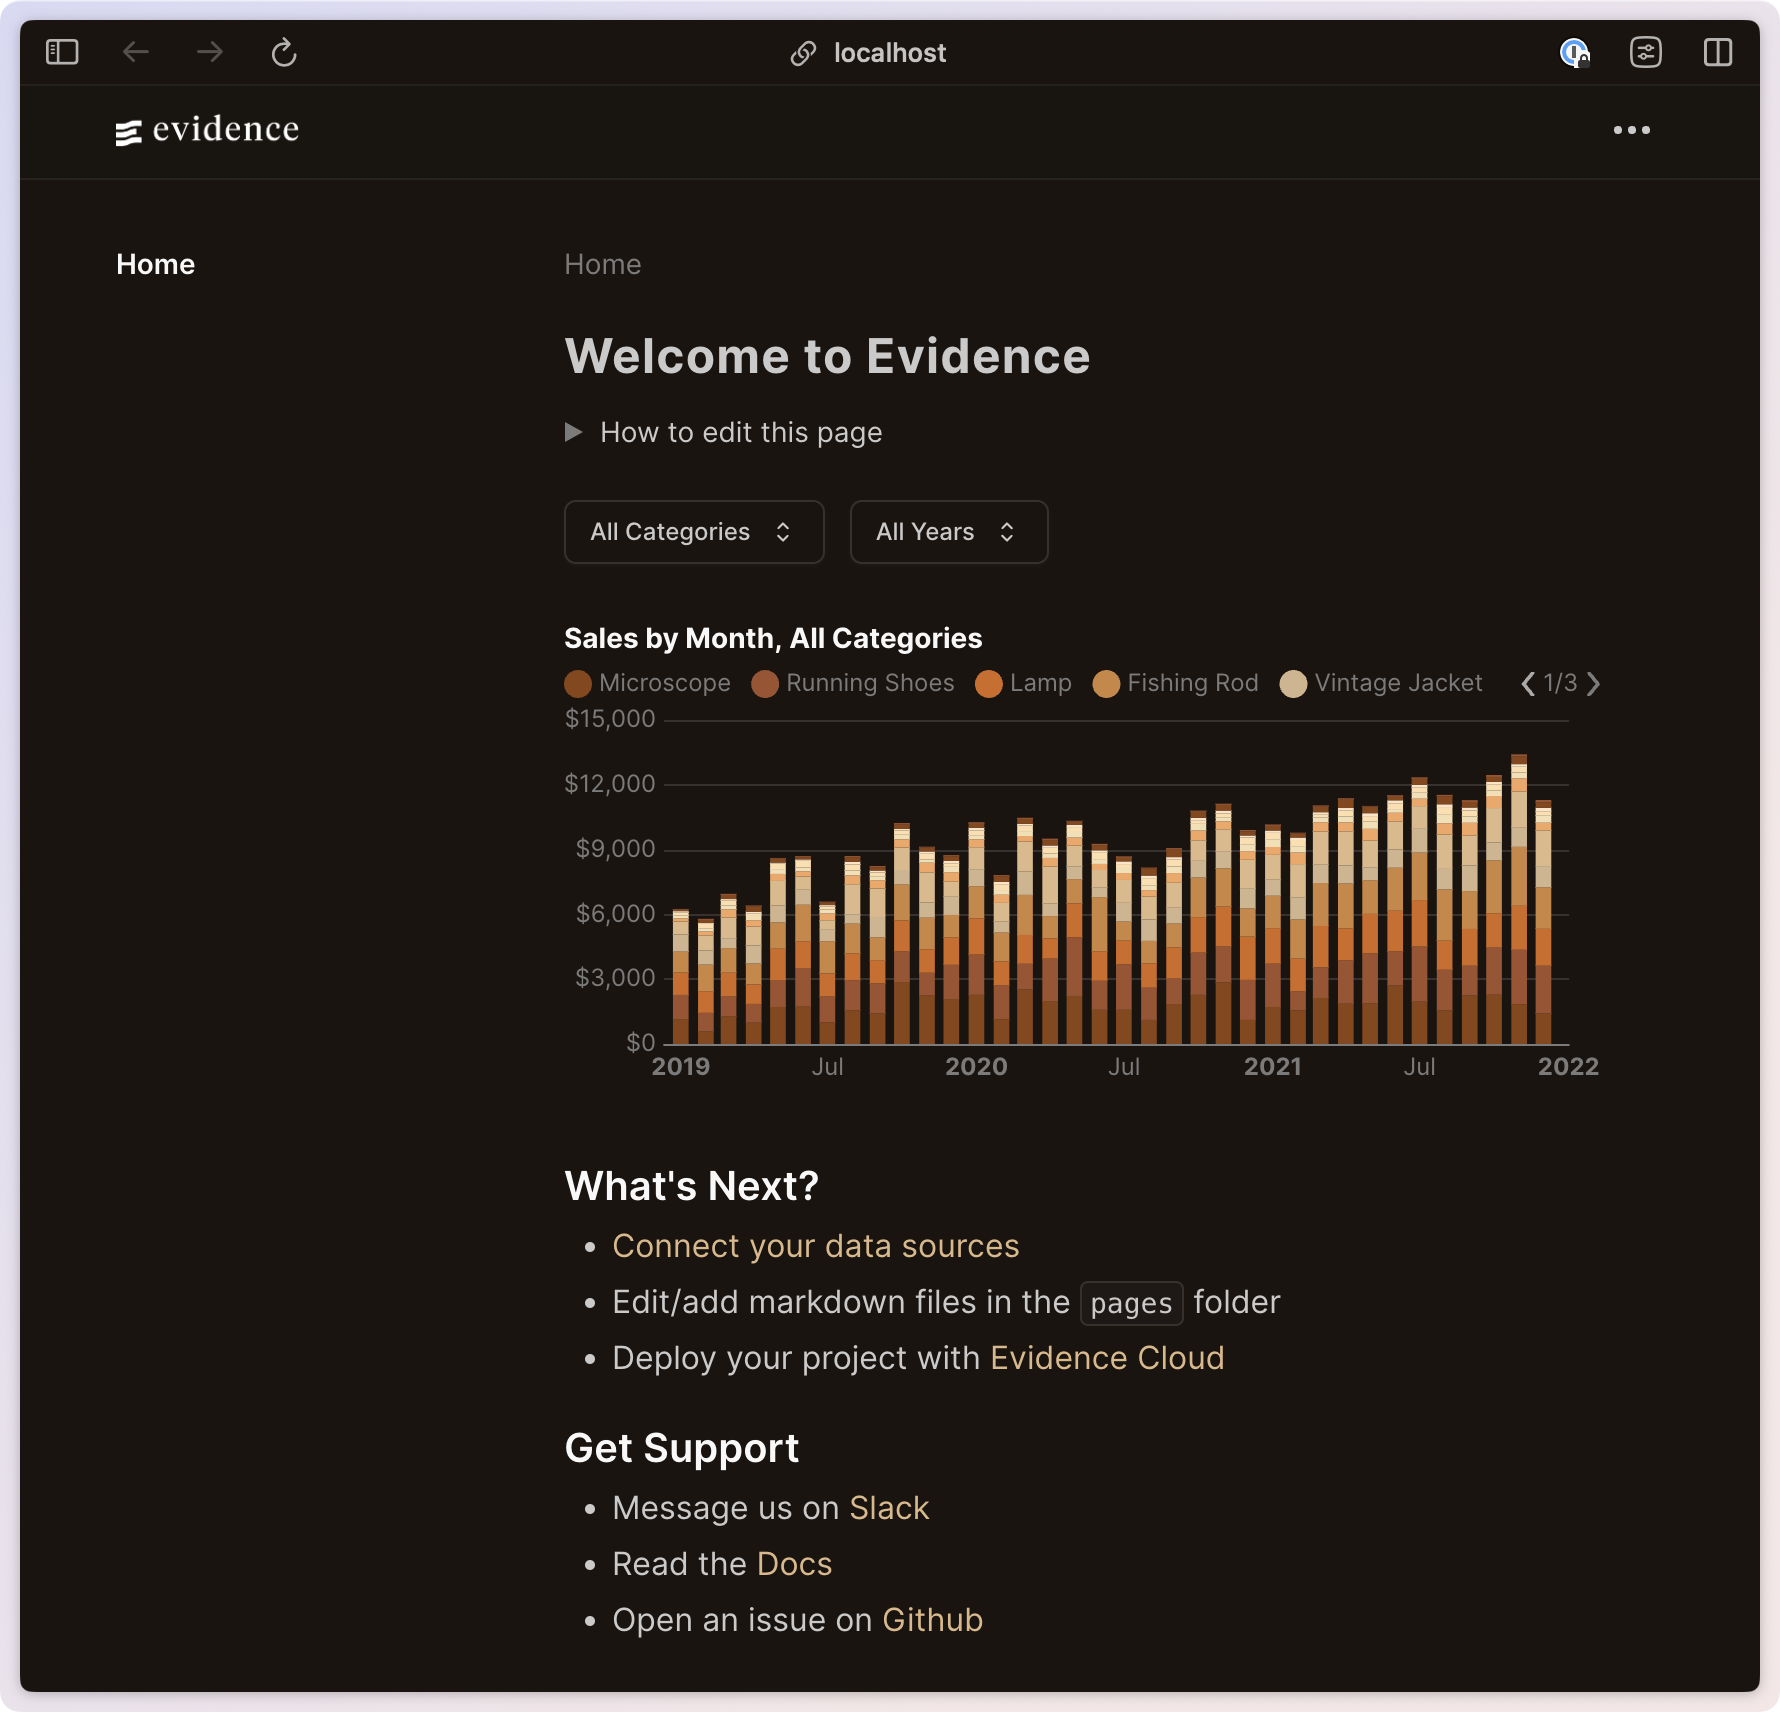 localhost
evidence
Home
Home
Welcome to Evidence
How to edit this page
All Categories
All Years
Sales by Month, All Categories
Microscope Running Shoes Lamp Fishing Rod Vintage Jacket 1/3
$15,000
$12,000
$9,000
$6,000
$3,000
$0
2019 Jul 2020 Jul 2021 Jul 2022
What's Next?
Connect your data sources
Edit/add markdown files in the pages folder
Deploy your project with Evidence Cloud
Get Support
Message us on Slack
Read the Docs
Open an issue on Github